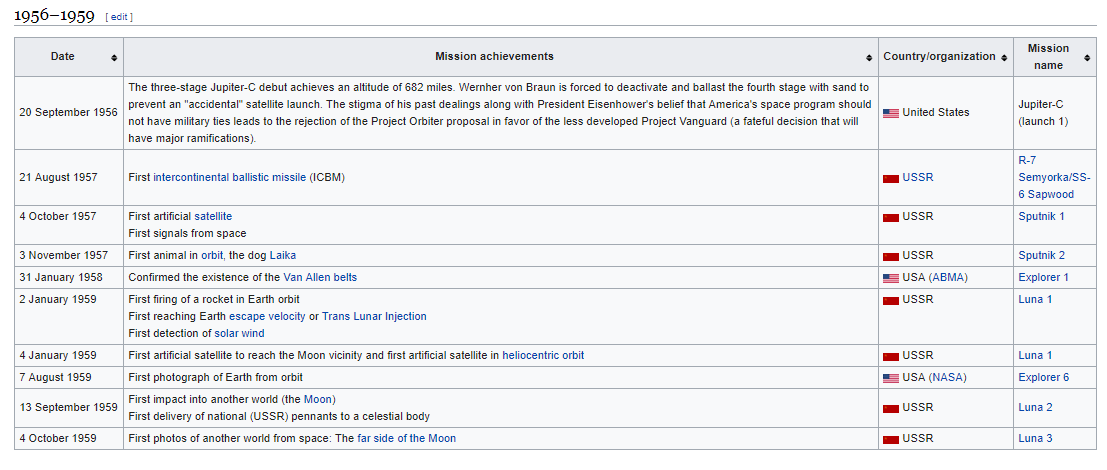 1956–1959 [ edit ]
Date Mission achievements Country/organization Mission name
20 September 1956 The three-stage Jupiter-C debut achieves an altitude of 682 miles. Wernher von Braun is forced to deactivate and ballast the fourth stage with sand to
prevent an "accidental" satellite launch. The stigma of his past dealings along with President Eisenhower's belief that America's space program should
not have military ties leads to the rejection of the Project Orbiter proposal in favor of the less developed Project Vanguard (a fateful decision that will
have major ramifications).
United States
Jupiter-C
(launch 1)
21 August 1957 First intercontinental ballistic missile (ICBM) USSR
R-7
Semyorka/SS-
6 Sapwood
4 October 1957 First artificial satellite USSR Sputnik 1
First signals from space
3 November 1957 First animal in orbit, the dog Laika USSR Sputnik 2
31 January 1958 Confirmed the existence of the Van Allen belts USA (ABMA) Explorer 1
2 January 1959 First firing of a rocket in Earth orbit USSR Luna 1
First reaching Earth escape velocity or Trans Lunar Injection
First detection of solar wind
4 January 1959 First artificial satellite to reach the Moon vicinity and first artificial satellite in heliocentric orbit USSR Luna 1
7 August 1959 First photograph of Earth from orbit USA (NASA) Explorer 6
13 September 1959 First impact into another world (the Moon)
First delivery of national (USSR) pennants to a celestial body
USSR Luna 2
4 October 1959 First photos of another world from space: The far side of the Moon USSR Luna 3